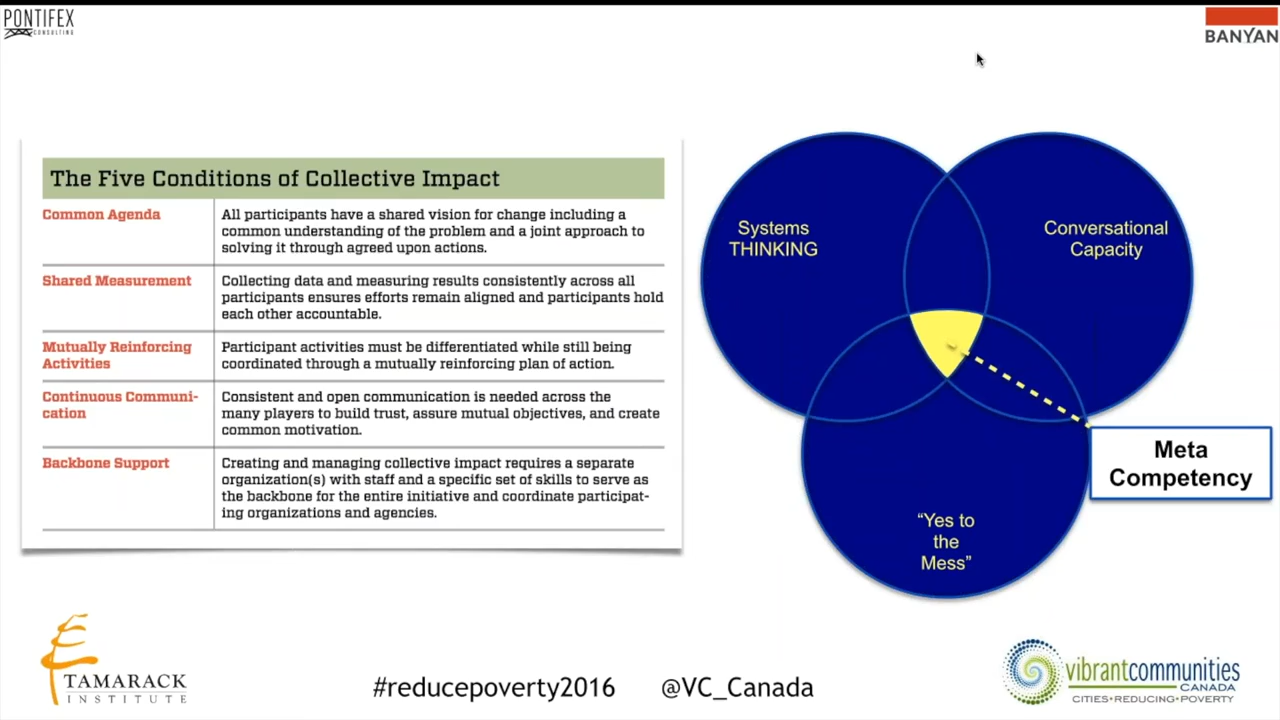 PONTIFEX
CONSULTING
BANYAN
The Five Conditions of Collective Impact
Common Agenda
All participants have a shared vision for change including a
common understanding of the problem and a joint approach to
solving it through agreed upon actions.
Shared Measurement
Collecting data and measuring results consistently across all
participants ensures efforts remain aligned and participants hold
each other accountable.
Mutually Reinforcing
Activities
Participant activities must be differentiated while still being
coordinated through a mutually reinforcing plan of action.
Continuous Communi-
cation
Consistent and open communication is needed across the
many players to build trust, assure mutual objectives, and create
common motivation.
Backbone Support
Creating and managing collective impact requires a separate
organization(s) with staff and a specific set of skills to serve as
the backbone for the entire initiative and coordinate participat-
ing organizations and agencies.
Systems
THINKING
Conversational
Capacity
"Yes to
the
Mess"
Meta
Competency
TAMARACK
INSTITUTE
#reducepoverty2016
@VC_Canada
vibrantcommunities
CANADA
CITIES•REDUCING•POVERTY